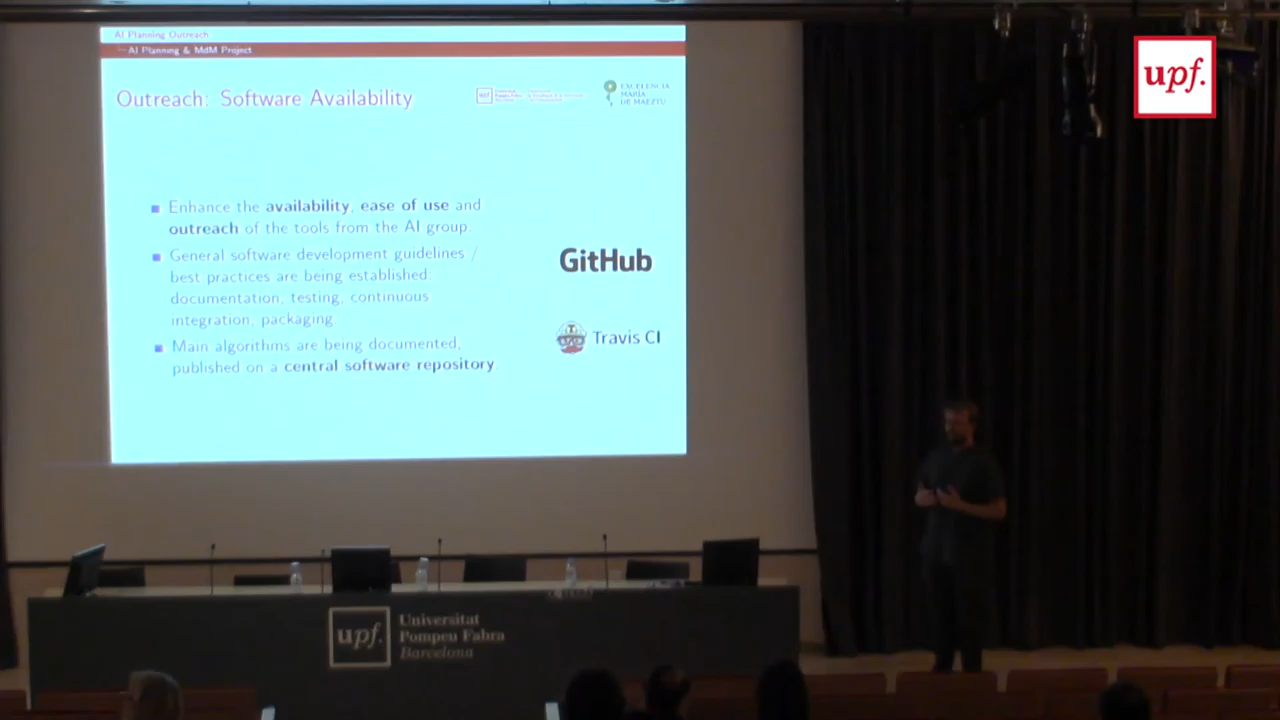 AI Planning Outreach
AI Planning & MdM Project
Outreach: Software Availability
upf.
EXCELENCIA
MARÍA
DE MAEZTU
upf.
Enhance the availability, ease of use and
outreach of the tools from the AI group.
General software development guidelines /
best practices are being established:
documentation, testing, continuous
integration, packaging
Main algorithms are being documented,
published on a central software repository.
GitHub
Travis CI
upf.
Universitat
Pompeu Fabra
Barcelona